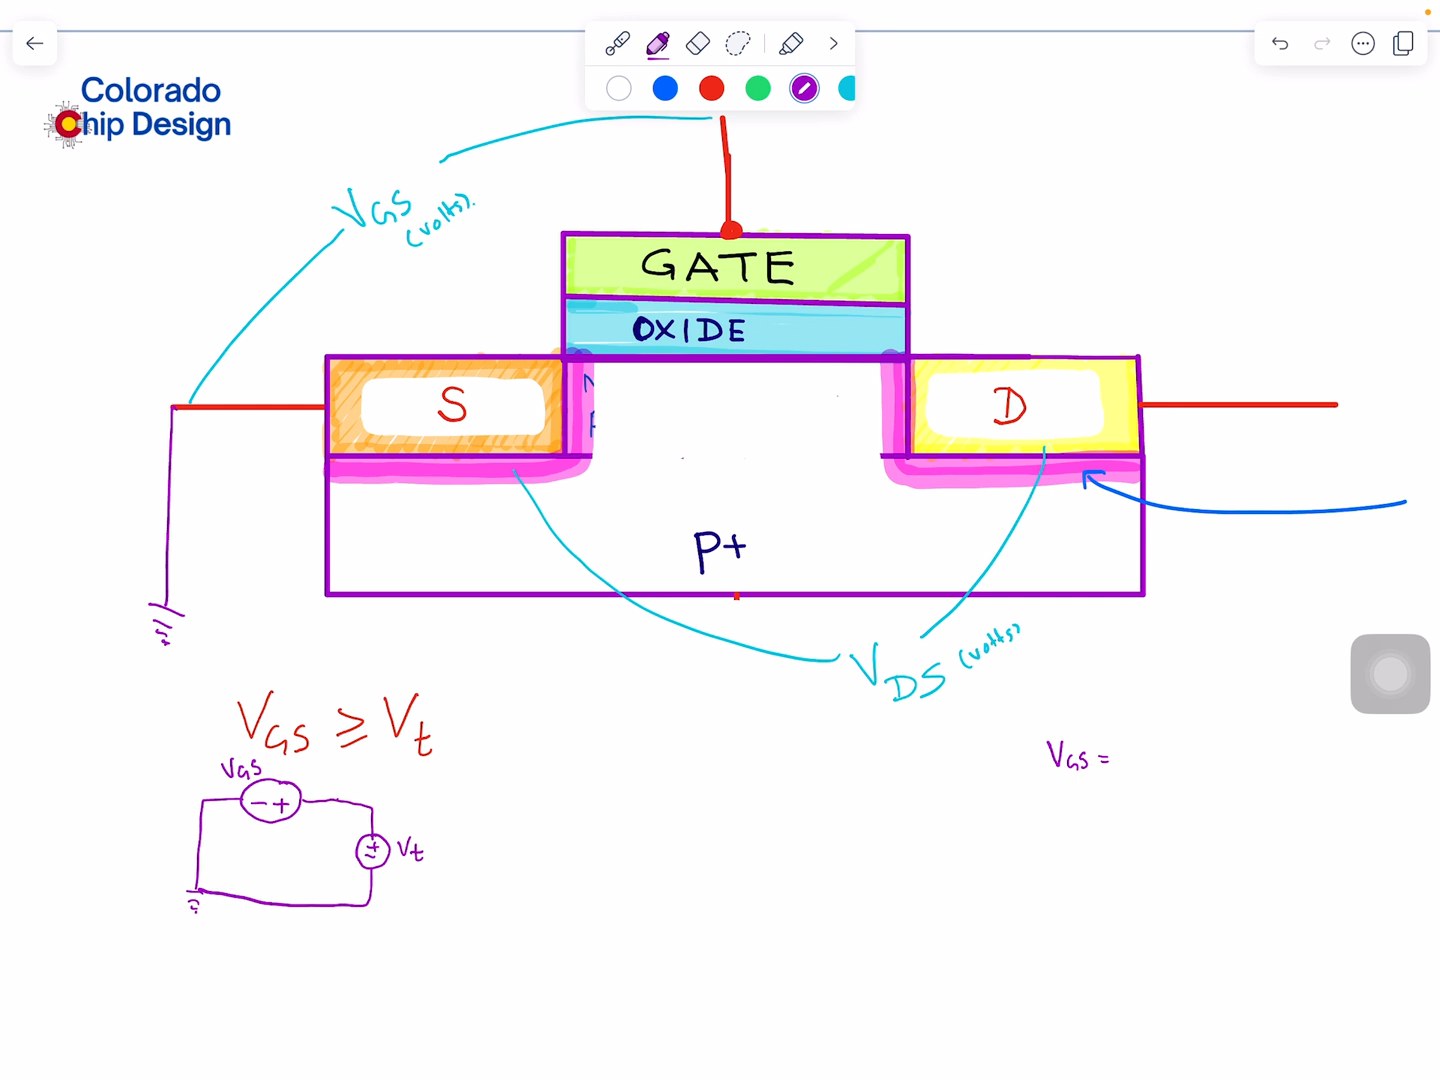 Colorado
Chip Design
VGS
(volts).
GATE
OXIDE
S
D
N
P+
VDS (volts)
VGS ≥ Vt
VGS
- +
+
-
Vt
VGS =